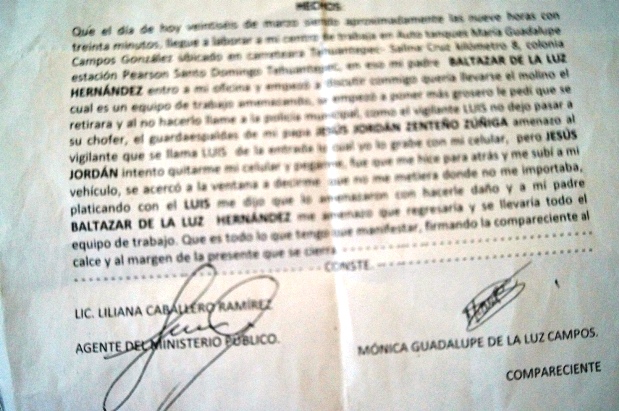 HECHOS:
Que el día de hoy veintiséis de marzo siendo aproximadamente las nueve horas con
treinta minutos, llegue a laborar a mi centro de trabajo en Auto tanques María Guadalupe
Campos González ubicado en carreteara Tehuantepec- Salina Cruz kilómetro 8, colonia
estación Pearson Santo Domingo Tehuantepec, en eso mi padre BALTAZAR DE LA LUZ
HERNÁNDEZ entro a mi oficina y empezó a discutir conmigo quería llevarse el molino el
cual es un equipo de trabajo amenazando, empezó a poner más grosero le pedí que se
retirara y al no hacerlo llame a la policía municipal, como el vigilante LUIS no dejo pasar a
su chofer, el guardaespaldas de mi papa JESÚS JORDÁN ZENTEÑO ZÚÑIGA amenazo al
vigilante que se llama LUIS de la entrada lo cual yo lo grabe con mi celular, pero JESÚS
JORDÁN intento quitarme mi celular y pegarme, fue que me hice para atrás y me subí a mi
vehículo, se acercó a la ventana a decirme que no me metiera donde no me importaba,
platicando con el LUIS me dijo que lo amenazaron con hacerle daño y a mi padre
BALTAZAR DE LA LUZ HERNÁNDEZ me amenazo que regresaría y se llevaría todo el
equipo de trabajo. Que es todo lo que tengo que manifestar, firmando la compareciente al
calce y al margen de la presente que se cierra
CONSTE.
LIC. LILIANA CABALLERO RAMÍREZ
AGENTE DEL MINISTERIO PÚBLICO.
MÓNICA GUADALUPE DE LA LUZ CAMPOS.
COMPARECIENTE